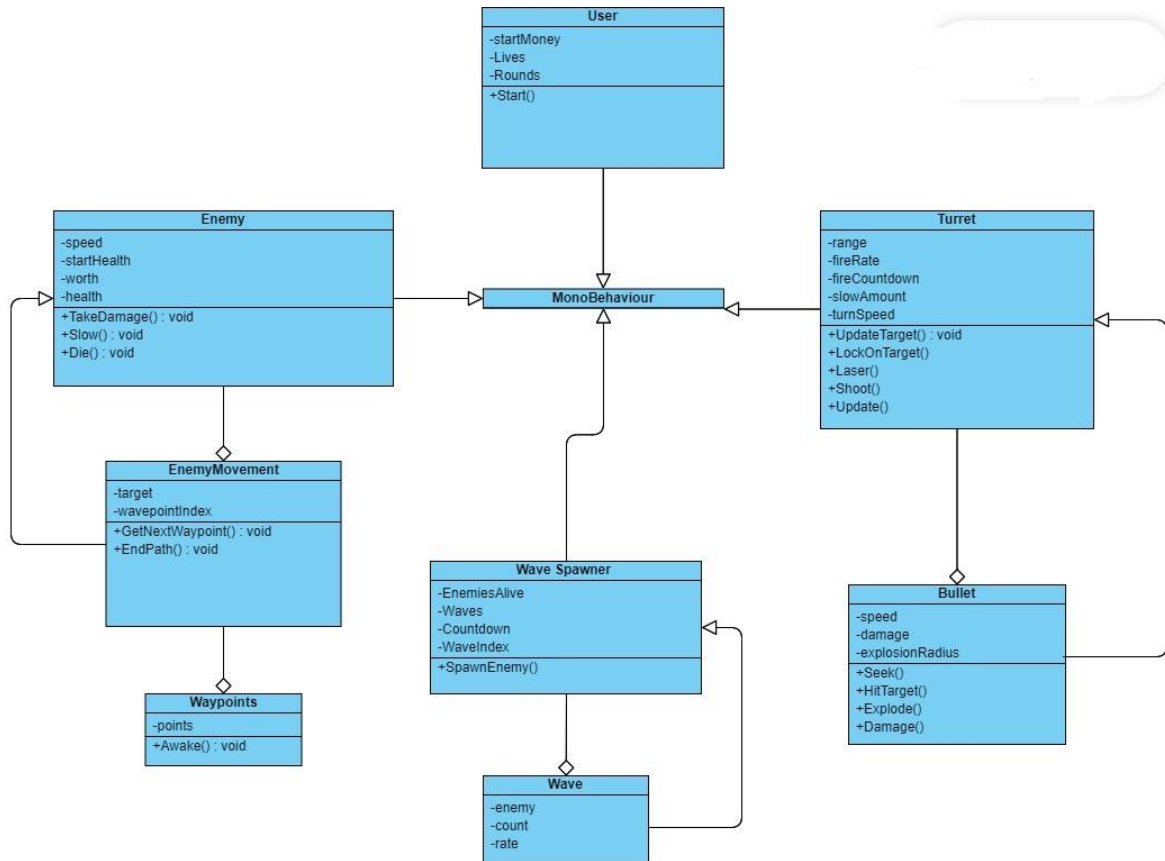 User
-startMoney
-Lives
-Rounds
+Start()
Enemy
-speed
-startHealth
-worth
-health
+TakeDamage() : void
+Slow() : void
+Die() : void
MonoBehaviour
Turret
-range
-fireRate
-fireCountdown
-slowAmount
-turnSpeed
+UpdateTarget() : void
+LockOnTarget()
+Laser()
+Shoot()
+Update()
EnemyMovement
-target
-wavepointIndex
+GetNextWaypoint() : void
+EndPath() : void
Wave Spawner
-EnemiesAlive
-Waves
-Countdown
-WaveIndex
+SpawnEnemy()
Bullet
-speed
-damage
-explosionRadius
+Seek()
+HitTarget()
+Explode()
+Damage()
Waypoints
-points
+Awake() : void
Wave
-enemy
-count
-rate